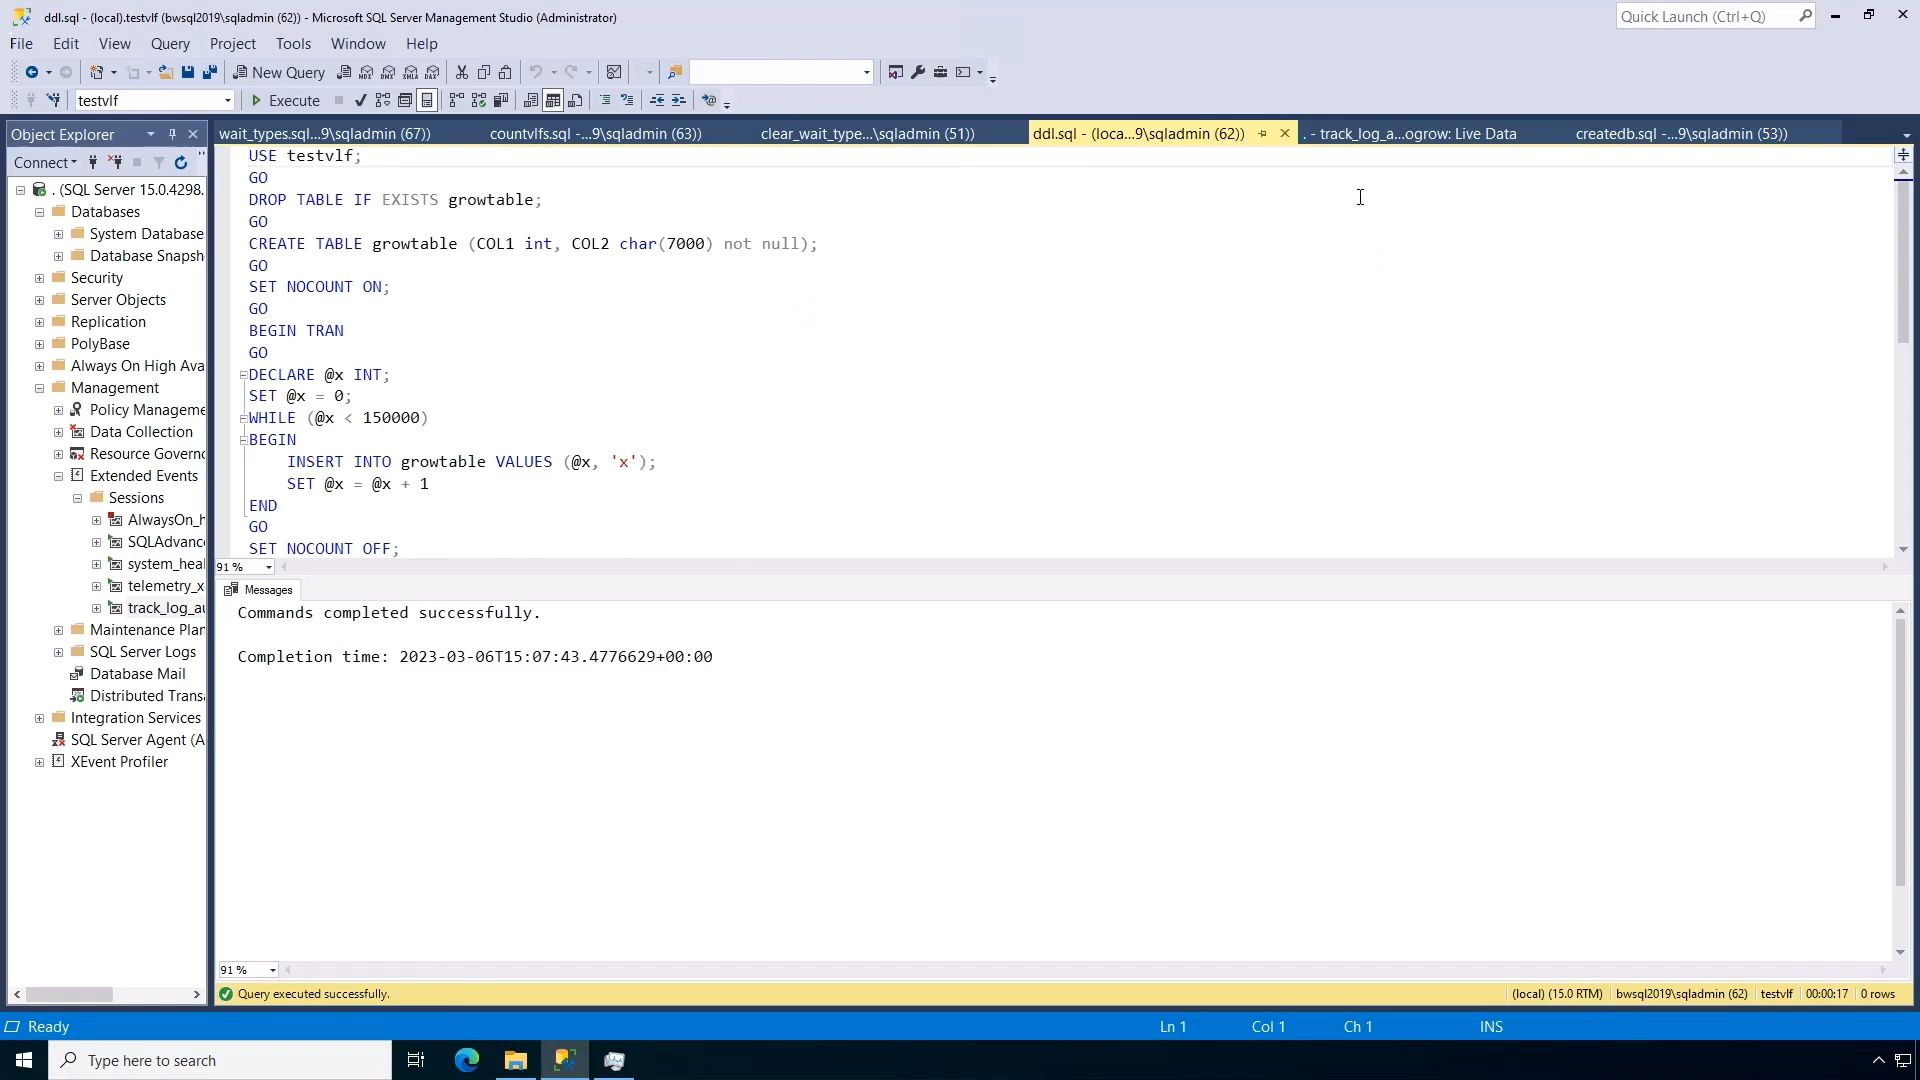 ddl.sql - (local).testvlf (bwsql2019\sqladmin (62)) - Microsoft SQL Server Management Studio (Administrator)
Quick Launch (Ctrl+Q)
File Edit View Query Project Tools Window Help
New Query
MDX DMX XMLA DAX
testvlf
Execute
Object Explorer
wait_types.sql...9\sqladmin (67))
countvlfs.sql -...9\sqladmin (63))
clear_wait_type...\sqladmin (51))
ddl.sql - (loca...9\sqladmin (62))
. - track_log_a...ogrow: Live Data
createdb.sql -...9\sqladmin (53))
Connect
. (SQL Server 15.0.4298.
Databases
System Database
Database Snapsh
Security
Server Objects
Replication
PolyBase
Always On High Ava
Management
Policy Manageme
Data Collection
Resource Governo
Extended Events
Sessions
AlwaysOn_h
SQLAdvanc
system_heal
telemetry_x
track_log_au
Maintenance Plan
SQL Server Logs
Database Mail
Distributed Transa
Integration Services
SQL Server Agent (A
XEvent Profiler
USE testvlf;
GO
DROP TABLE IF EXISTS growtable;
GO
CREATE TABLE growtable (COL1 int, COL2 char(7000) not null);
GO
SET NOCOUNT ON;
GO
BEGIN TRAN
GO
DECLARE @x INT;
SET @x = 0;
WHILE (@x < 150000)
BEGIN
INSERT INTO growtable VALUES (@x, 'x');
SET @x = @x + 1
END
GO
SET NOCOUNT OFF;
91 %
Messages
Commands completed successfully.
Completion time: 2023-03-06T15:07:43.4776629+00:00
91 %
Query executed successfully.
(local) (15.0 RTM)
bwsql2019\sqladmin (62)
testvlf
00:00:17
0 rows
Ready
Ln 1
Col 1
Ch 1
INS
Type here to search